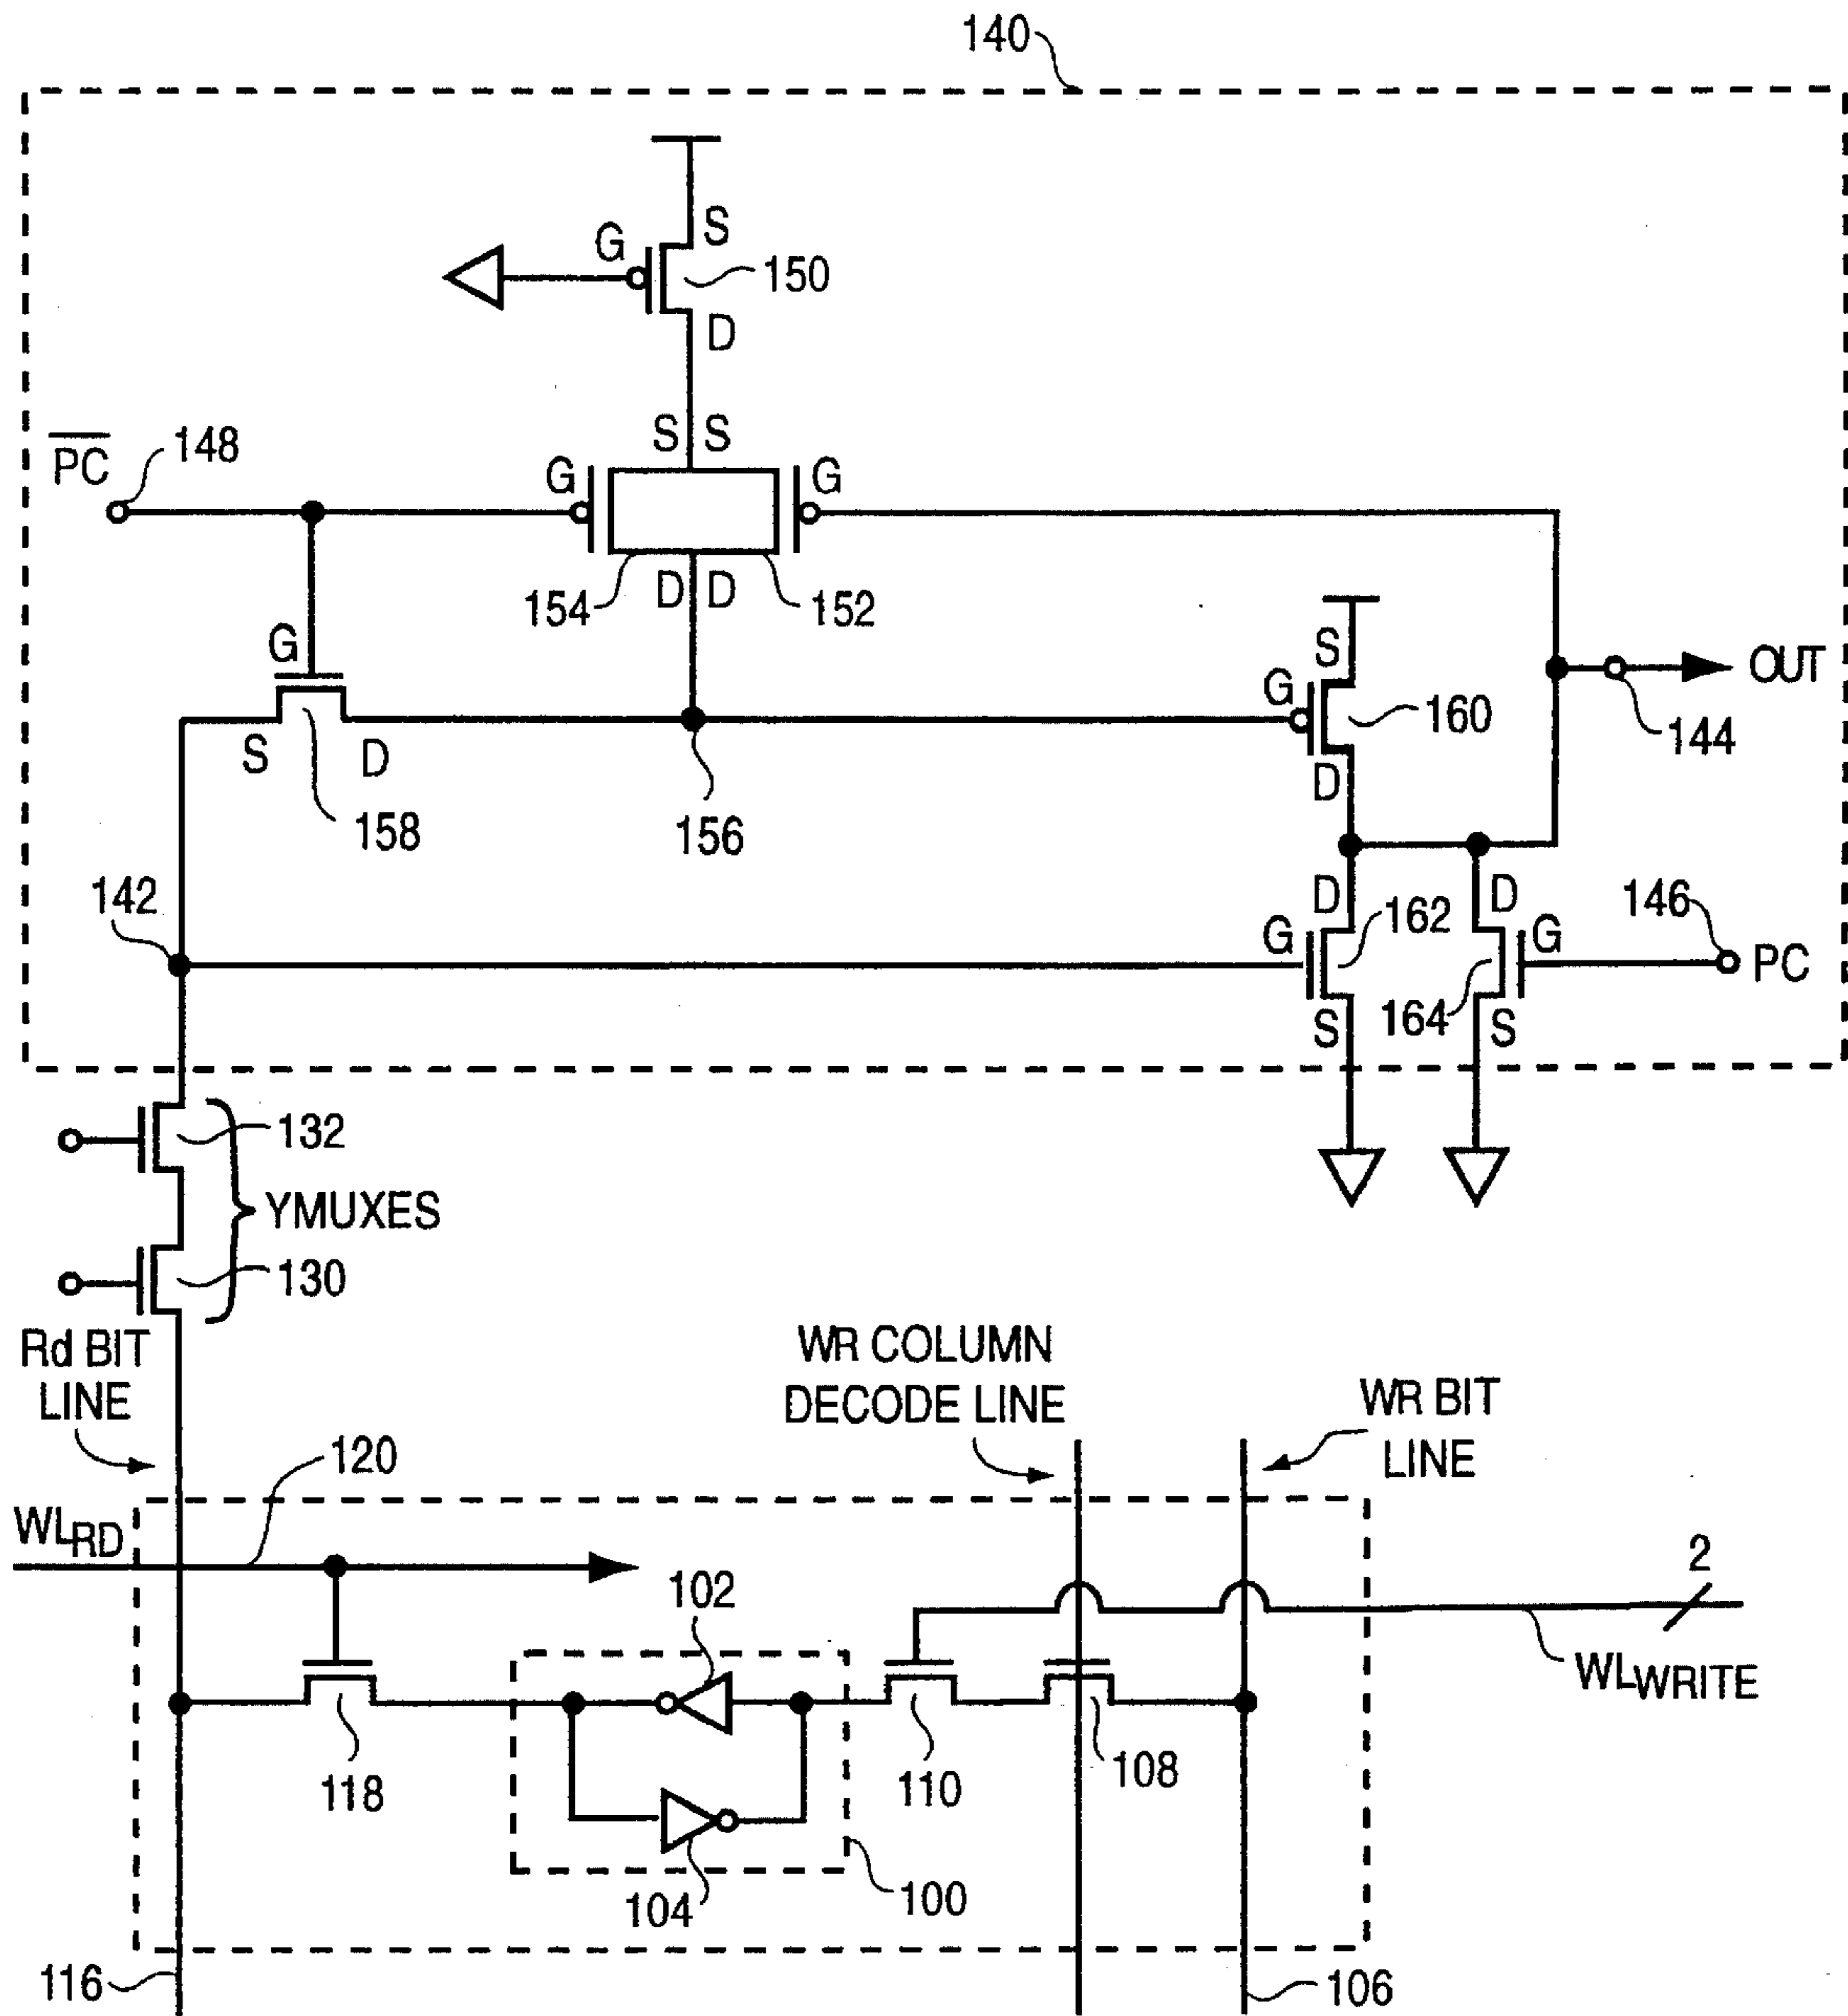 140
S
G
150
D
S S
PC
148
G
G
154
D D
152
G
S
G
OUT
160
144
S
D
D
158
156
142
D
162
D
146
G
G
PC
164
S
S
132
YMUXES
130
Rd BIT
LINE
WR COLUMN
DECODE LINE
WR BIT
LINE
120
WLRD
2
102
WLWRITE
118
110
108
104
100
116
106